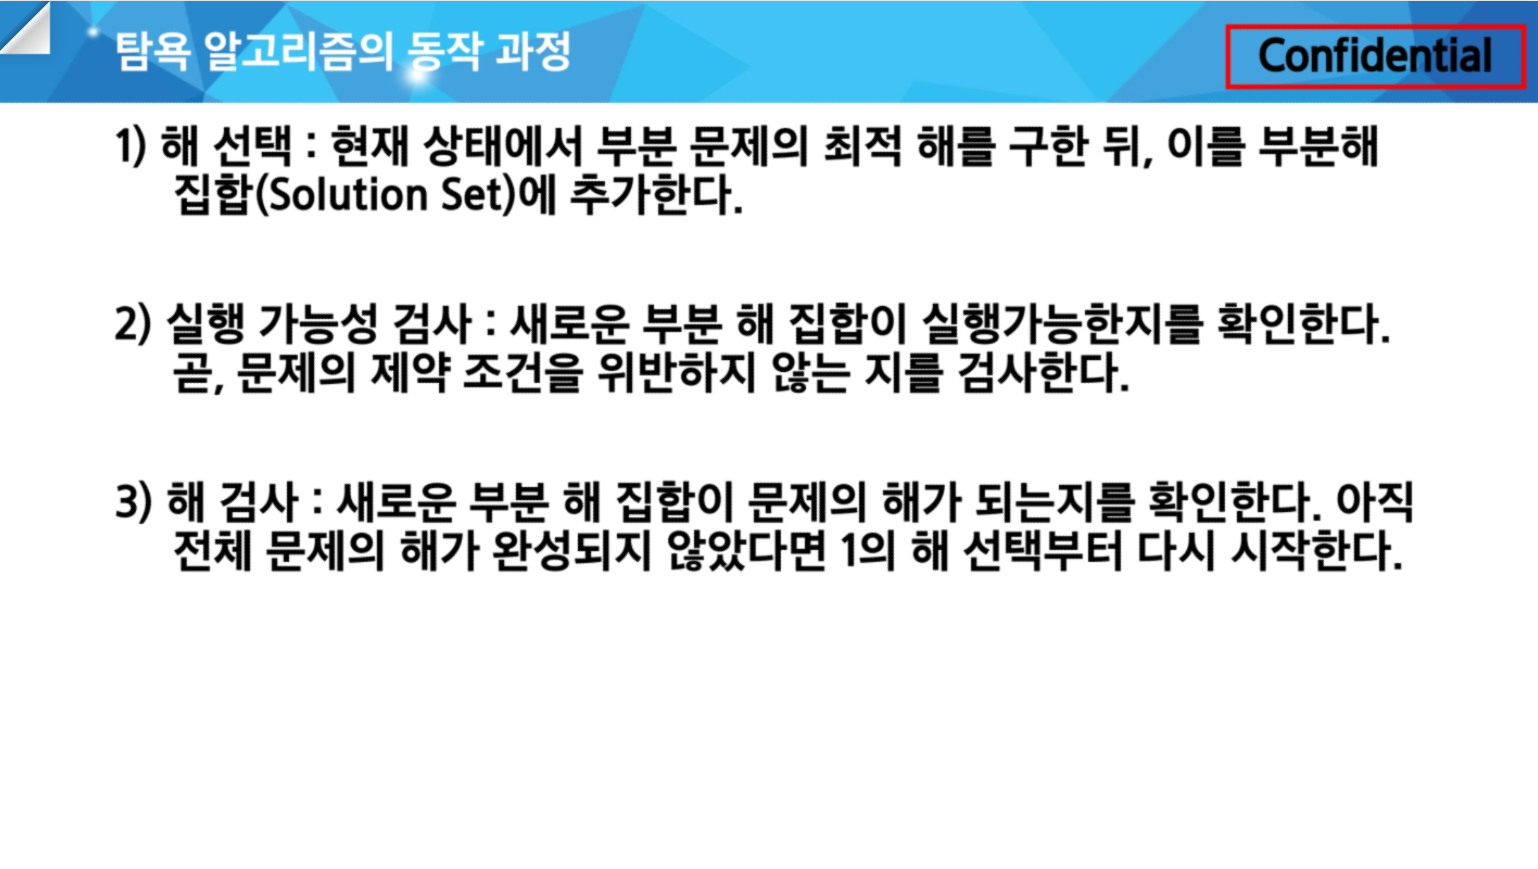 탐욕 알고리즘의 동작 과정
Confidential
1) 해 선택 : 현재 상태에서 부분 문제의 최적 해를 구한 뒤, 이를 부분해
집합(Solution Set)에 추가한다.
2) 실행 가능성 검사 : 새로운 부분 해 집합이 실행가능한지를 확인한다.
곧, 문제의 제약 조건을 위반하지 않는 지를 검사한다.
3) 해 검사 : 새로운 부분 해 집합이 문제의 해가 되는지를 확인한다. 아직
전체 문제의 해가 완성되지 않았다면 1의 해 선택부터 다시 시작한다.